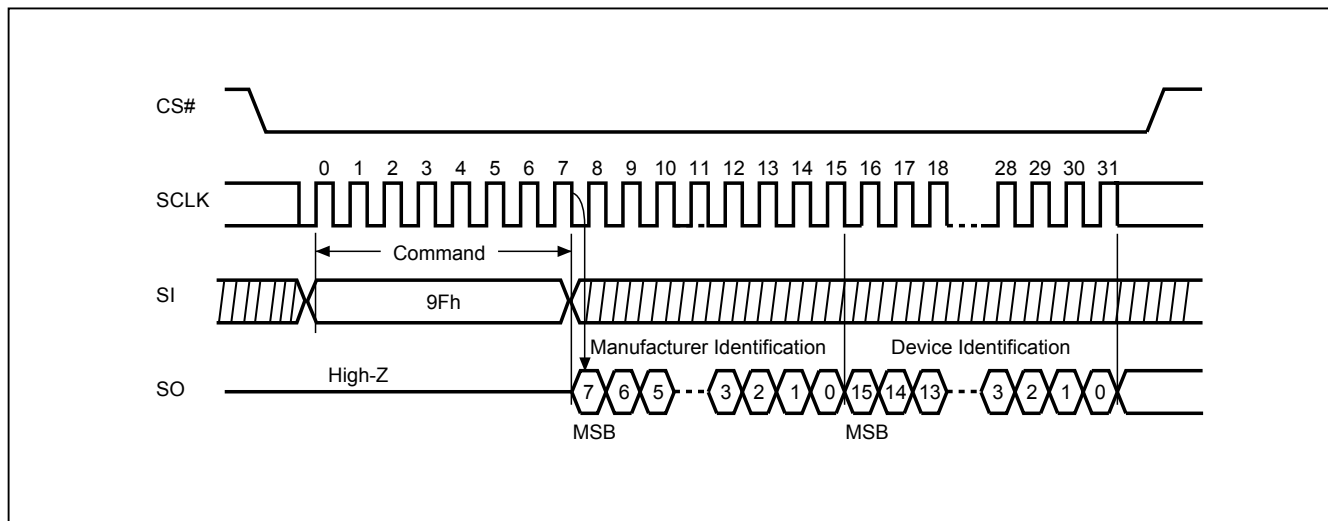 CS#
0 1 2 3 4 5 6 7 8 9 10 11 12 13 14 15 16 17 18 28 29 30 31
SCLK
Command
SI
9Fh
Manufacturer Identification Device Identification
High-Z
SO
7 6 5 3 2 1 0 15 14 13 3 2 1 0
MSB MSB